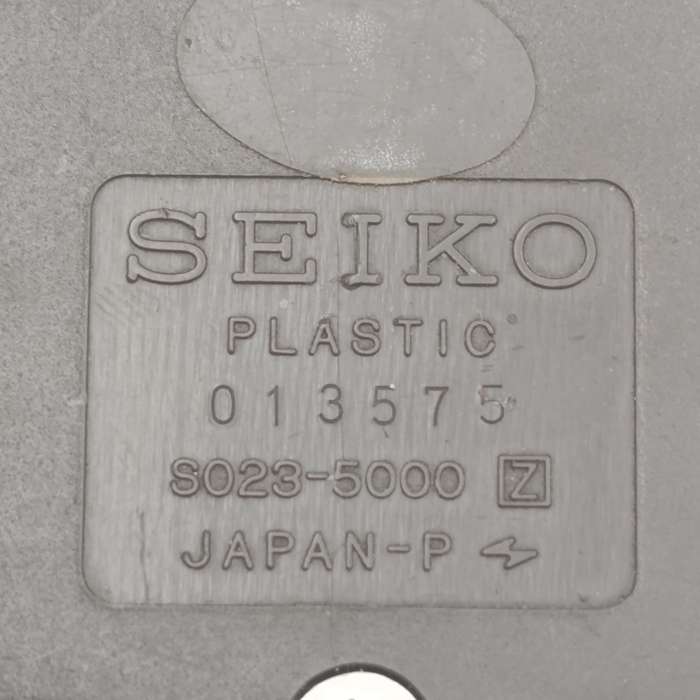 SEIKO
PLASTIC
013575
S023-5000 Z
JAPAN-P